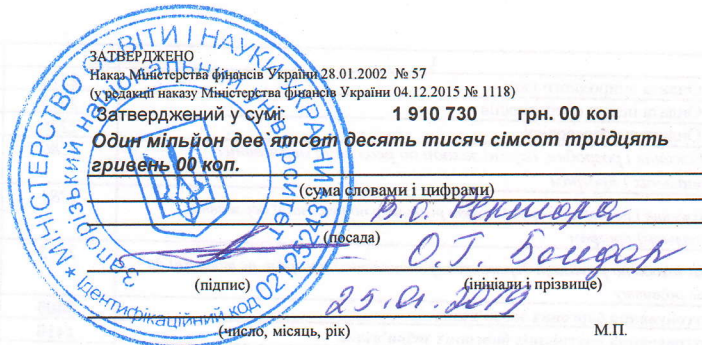 ЗАТВЕРДЖЕНО
Наказ Міністерства фінансів України 28.01.2002 № 57
(у редакції наказу Міністерства фінансів України 04.12.2015 № 1118)
Затверджений у сумі: 1 910 730 грн. 00 коп
Один мільйон дев ятсот десять тисяч сімсот тридцять
гривень 00 коп.
(сума словами і цифрами)
В.о. Ректора
(посада)
О.Г. Бондар
(підпис) (ініціали і прізвище)
25.01.2019
(число, місяць, рік) М.П.
МІНІСТЕРСТВО ОСВІТИ І НАУКИ УКРАЇНИ
Запорізький національний університет
Ідентифікаційний код 02125243